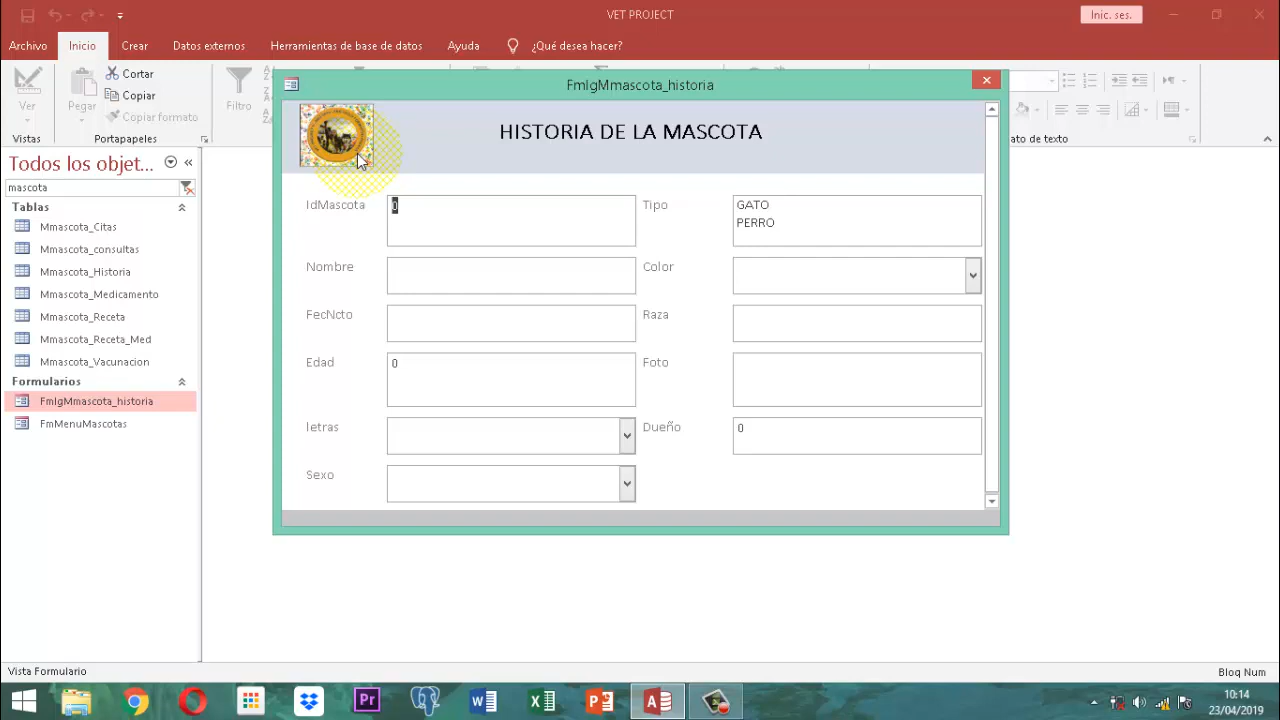 VET PROJECT
Inic. ses.
Archivo
Inicio
Crear
Datos externos
Herramientas de base de datos
Ayuda
¿Qué desea hacer?
Ver
Pegar
Cortar
Copiar
Copiar formato
Filtro
Vistas
Portapapeles
ato de texto
FmIgMmascota_historia
HISTORIA DE LA MASCOTA
Todos los objet...
mascota
Tablas
Mmascota_Citas
Mmascota_consultas
Mmascota_Historia
Mmascota_Medicamento
Mmascota_Receta
Mmascota_Receta_Med
Mmascota_Vacunacion
Formularios
FmIgMmascota_historia
FmMenuMascotas
IdMascota
0
Tipo
GATO
PERRO
Nombre
Color
FecNcto
Raza
Edad
0
Foto
letras
Dueño
0
Sexo
Vista Formulario
Bloq Num
10:14
23/04/2019